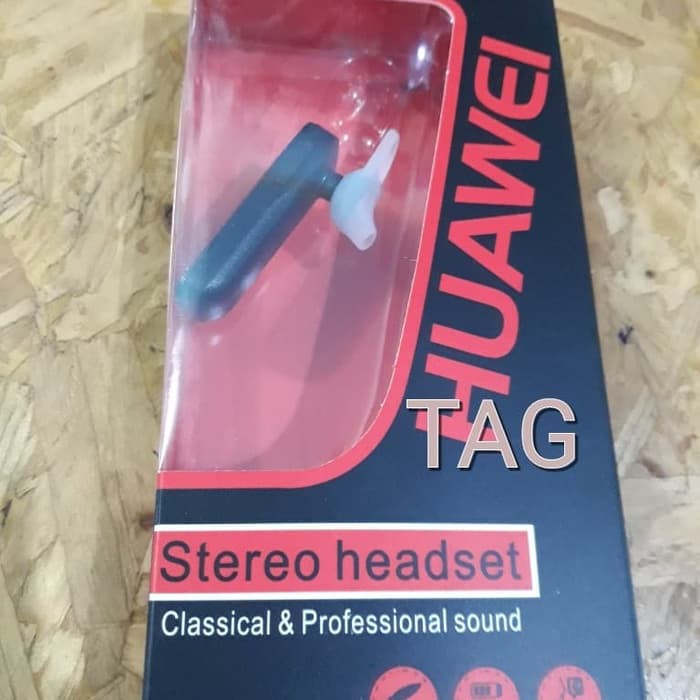 HUAWEI
TAG
Stereo headset
Classical & Professional sound